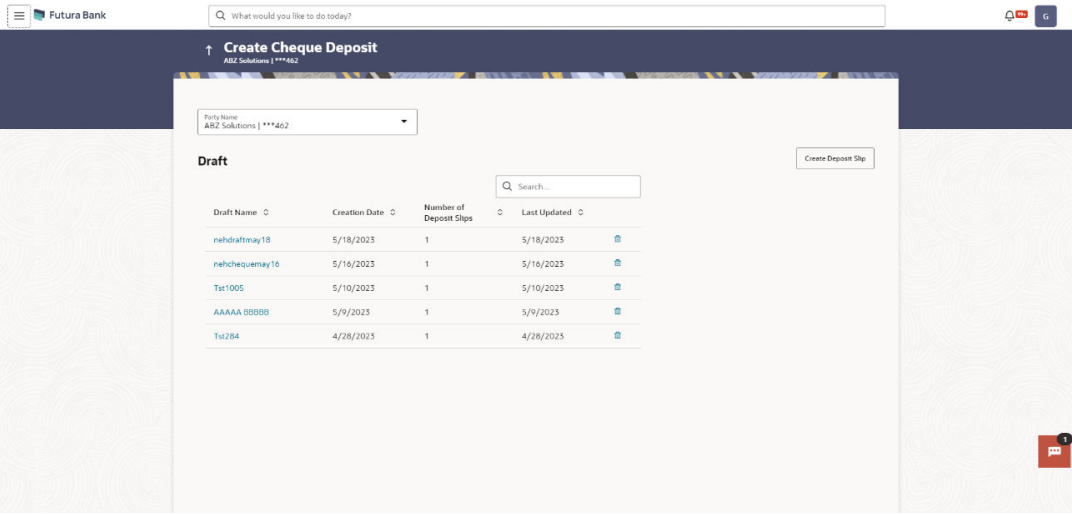 Futura Bank
What would you like to do today?
99+
G
↑ Create Cheque Deposit
ABZ Solutions | ***462
Party Name
ABZ Solutions | ***462
Draft
Create Deposit Slip
Search...
Draft Name Creation Date Number of Deposit Slips Last Updated
nehdraftmay18 5/18/2023 1 5/18/2023
nehchequemay16 5/16/2023 1 5/16/2023
Tst1005 5/10/2023 1 5/10/2023
AAAAA BBBBB 5/9/2023 1 5/9/2023
Tst284 4/28/2023 1 4/28/2023
1